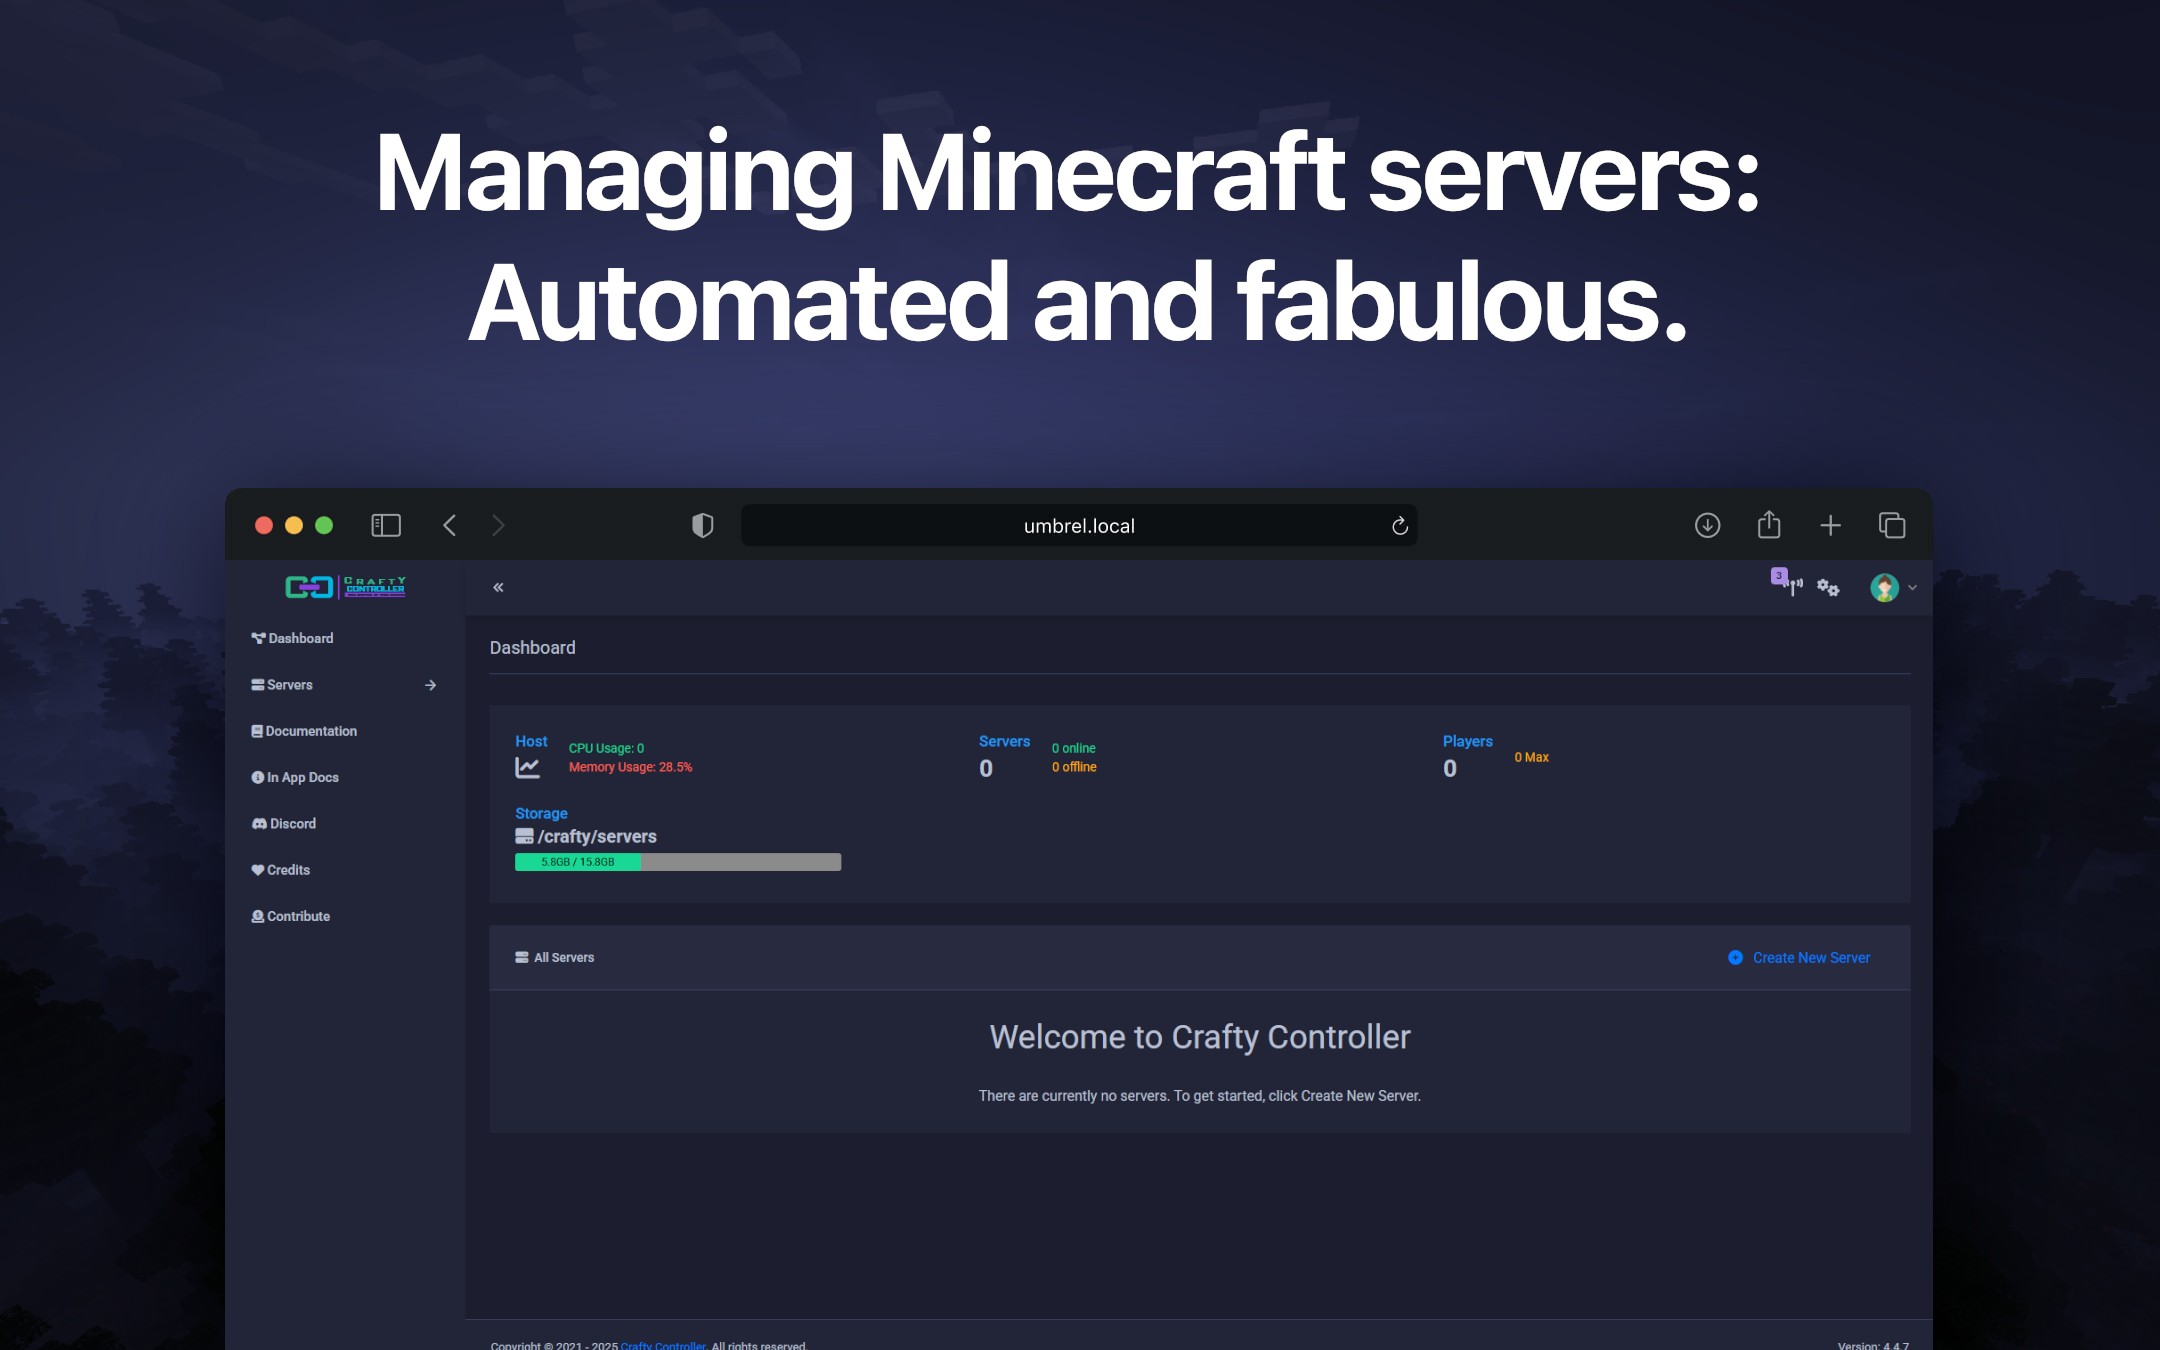 Managing Minecraft servers:
Automated and fabulous.
umbrel.local
CRAFTY
CONTROLLER
3
Dashboard
Servers
Documentation
In App Docs
Discord
Credits
Contribute
Dashboard
Host
CPU Usage: 0
Memory Usage: 28.5%
Servers
0
0 online
0 offline
Players
0
0 Max
Storage
/crafty/servers
5.8GB / 15.8GB
All Servers
Create New Server
Welcome to Crafty Controller
There are currently no servers. To get started, click Create New Server.
Copyright © 2021 - 2025 Crafty Controller. All rights reserved.
Version: 4.4.7